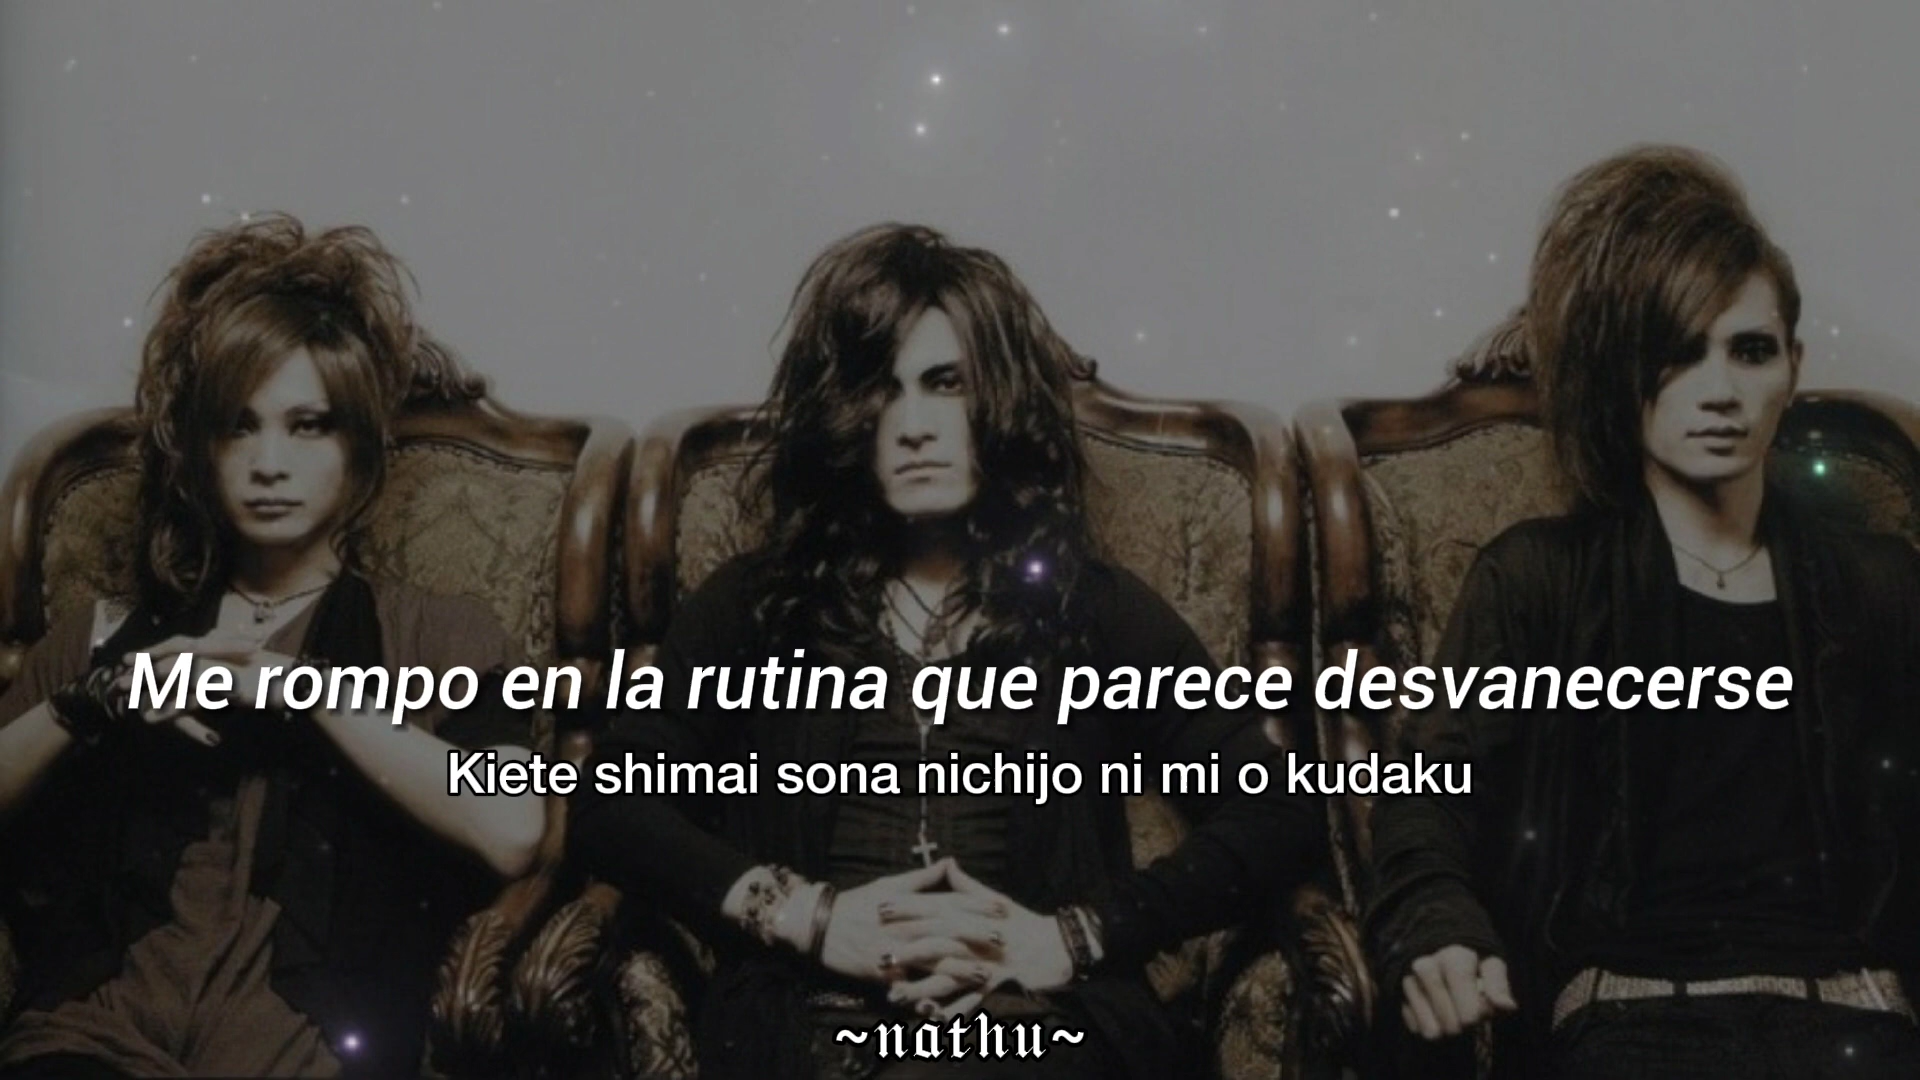 Me rompo en la rutina que parece desvanecerse
Kiete shimai sona nichijo ni mi o kudaku
~nathu~